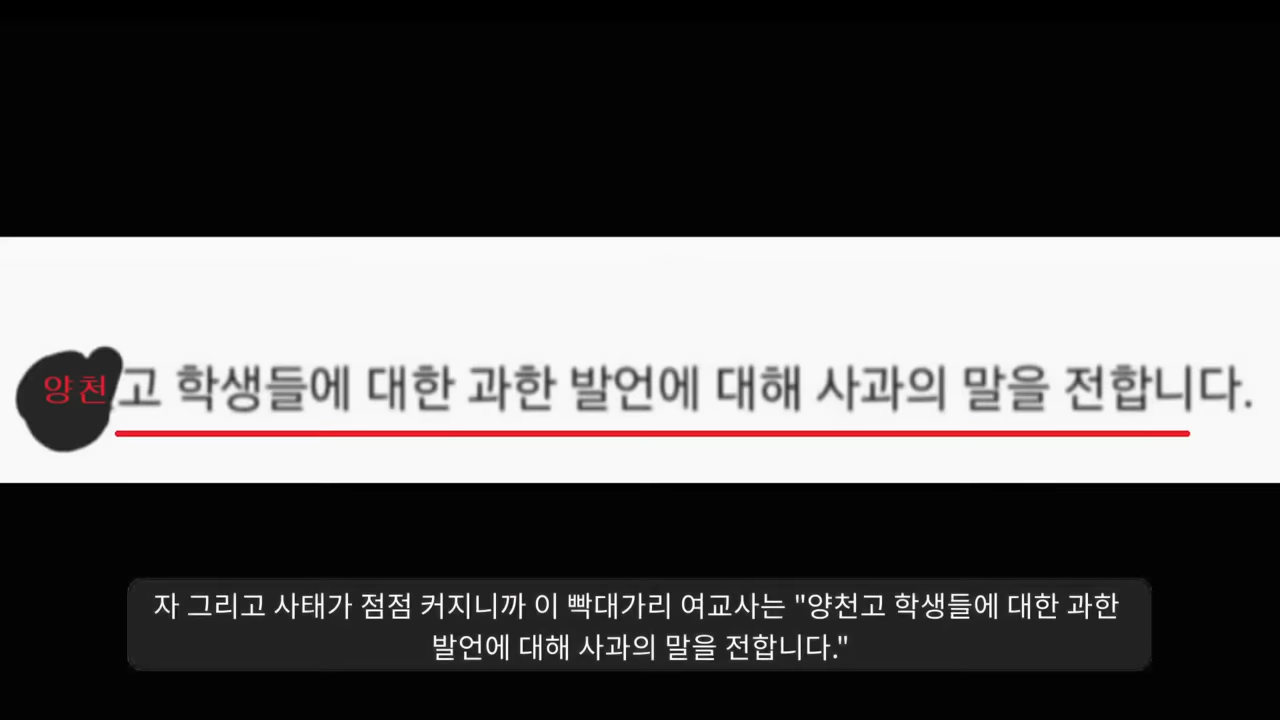 양천고 학생들에 대한 과한 발언에 대해 사과의 말을 전합니다.
자 그리고 사태가 점점 커지니까 이 빡대가리 여교사는 "양천고 학생들에 대한 과한
발언에 대해 사과의 말을 전합니다."